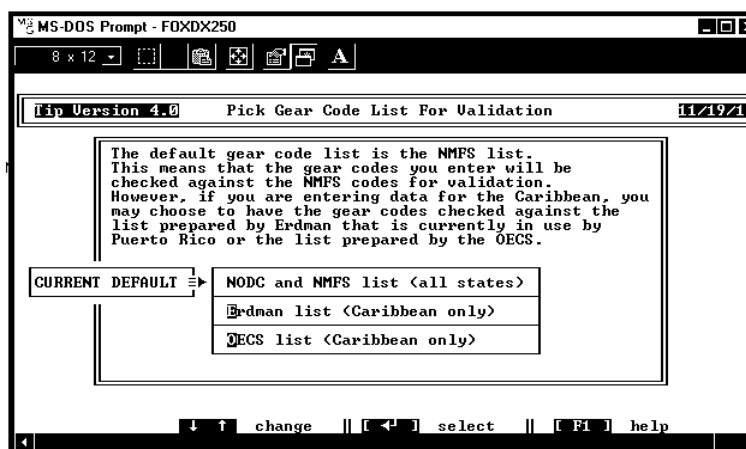 MS-DOS Prompt - FOXDX250
8 x 12
A
Tip Version 4.0 Pick Gear Code List For Validation 11/19/1
The default gear code list is the NMFS list.
This means that the gear codes you enter will be
checked against the NMFS codes for validation.
However, if you are entering data for the Caribbean, you
may choose to have the gear codes checked against the
list prepared by Erdman that is currently in use by
Puerto Rico or the list prepared by the OECS.
CURRENT DEFAULT ≡► NODC and NMFS list (all states)
Erdman list (Caribbean only)
OECS list (Caribbean only)
↓ ↑ change || [ ◄┘ ] select || [ F1 ] help